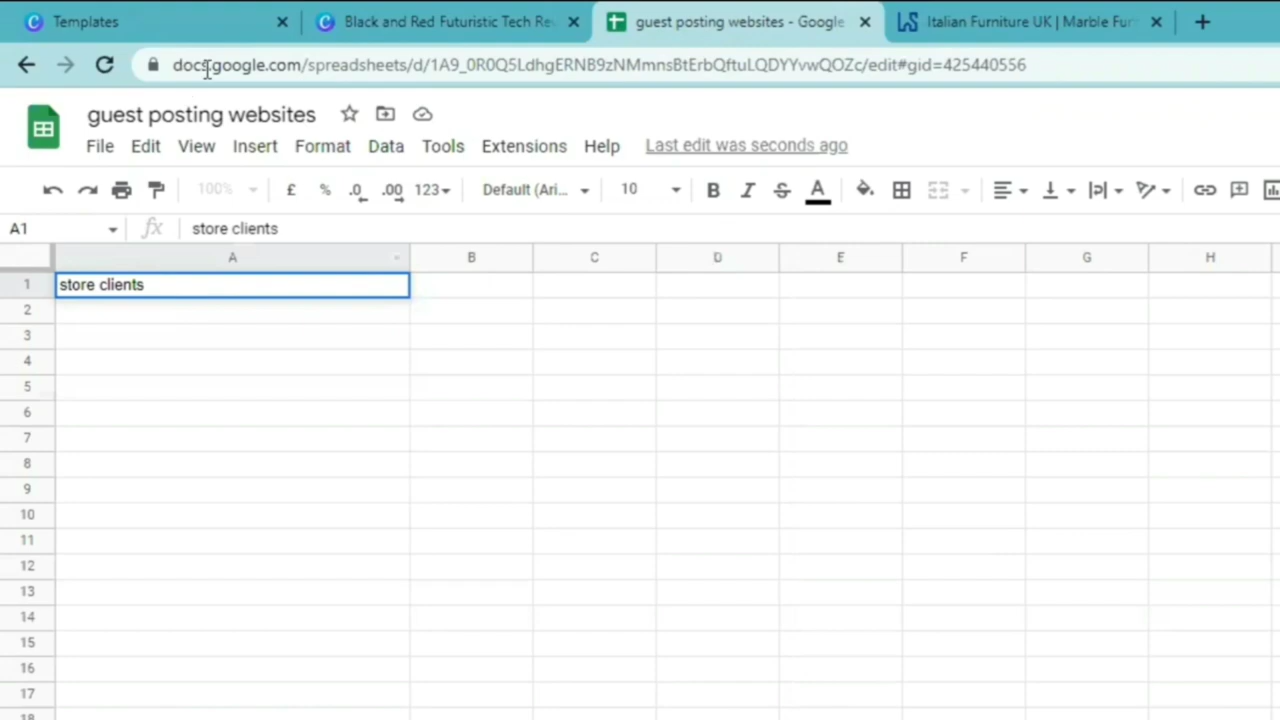 Templates
Black and Red Futuristic Tech Re
guest posting websites - Google
Italian Furniture UK | Marble Fur
docs.google.com/spreadsheets/d/1A9_0R0Q5LdhgERNB9zNMmnsBtErbQftuLQDYYvwQOZc/edit#gid=425440556
guest posting websites
File Edit View Insert Format Data Tools Extensions Help Last edit was seconds ago
100% £ % .0 .00 123 Default (Ari... 10 B I S A
A1 fx store clients
A B C D E F G H
1 store clients
2
3
4
5
6
7
8
9
10
11
12
13
14
15
16
17
18